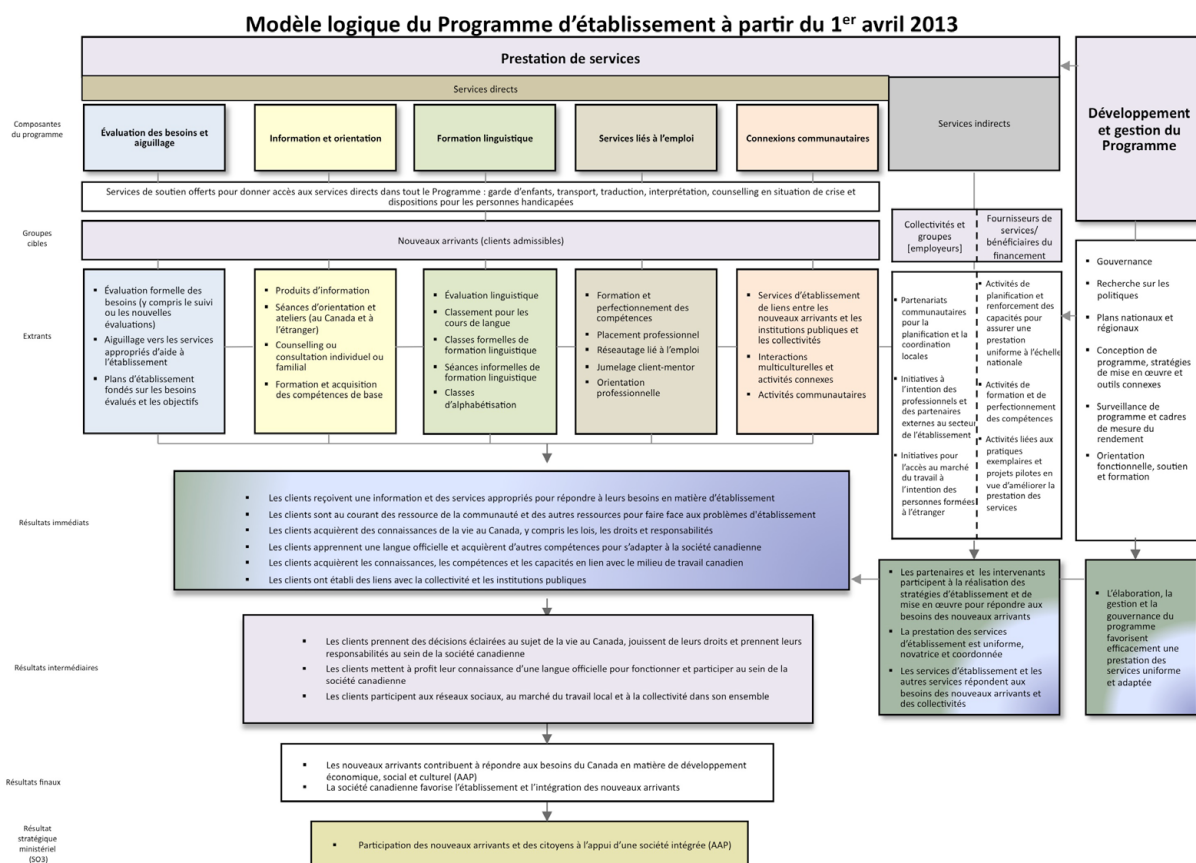 Modèle logique du Programme d'établissement à partir du 1er avril 2013
Prestation de services
Services directs
Composantes
du programme
Évaluation des besoins et
aiguillage
Information et orientation
Formation linguistique
Services liés à l'emploi
Connexions communautaires
Services indirects
Développement
et gestion du
Programme
Services de soutien offerts pour donner accès aux services directs dans tout le Programme : garde d'enfants, transport, traduction, interprétation, counselling en situation de crise et
dispositions pour les personnes handicapées
Groupes
cibles
Nouveaux arrivants (clients admissibles)
Collectivités et
groupes
[employeurs]
Fournisseurs de
services/
bénéficiaires du
financement
Extrants
▪ Évaluation formelle des
besoins (y compris le suivi
ou les nouvelles
évaluations)
▪ Aiguillage vers les services
appropriés d'aide à
l'établissement
▪ Plans d'établissement
fondés sur les besoins
évalués et les objectifs
▪ Produits d'information
▪ Séances d'orientation et
ateliers (au Canada et à
l'étranger)
▪ Counselling ou
consultation individuel ou
familial
▪ Formation et acquisition
des compétences de base
▪ Évaluation linguistique
▪ Classement pour les
cours de langue
▪ Classes formelles de
formation linguistique
▪ Séances informelles de
formation linguistique
▪ Classes
d'alphabétisation
▪ Formation et
perfectionnement des
compétences
▪ Placement professionnel
▪ Réseautage lié à l'emploi
▪ Jumelage client-mentor
▪ Orientation
professionnelle
▪ Services d'établissement
de liens entre les
nouveaux arrivants et les
institutions publiques et
les collectivités
▪ Interactions
multiculturelles et
activités connexes
▪ Activités communautaires
▪ Partenariats
communautaires
pour la
planification et la
coordination
locales
▪ Initiatives à
l'intention des
professionnels et
des partenaires
externes au secteur
de l'établissement
▪ Initiatives pour
l'accès au marché
du travail à
l'intention des
personnes formées
à l'étranger
▪ Activités de
planification et
renforcement des
capacités pour
assurer une
prestation
uniforme à l'échelle
nationale
▪ Activités de
formation et de
perfectionnement
des compétences
▪ Activités liées aux
pratiques
exemplaires et
projets pilotes en
vue d'améliorer la
prestation des
services
▪ Gouvernance
▪ Recherche sur les
politiques
▪ Plans nationaux et
régionaux
▪ Conception de
programme, stratégies
de mise en œuvre et
outils connexes
▪ Surveillance de
programme et cadres
de mesure du
rendement
▪ Orientation
fonctionnelle, soutien
et formation
Résultats immédiats
▪ Les clients reçoivent une information et des services appropriés pour répondre à leurs besoins en matière d'établissement
▪ Les clients sont au courant des ressource de la communauté et des autres ressources pour faire face aux problèmes d'établissement
▪ Les clients acquièrent des connaissances de la vie au Canada, y compris les lois, les droits et responsabilités
▪ Les clients apprennent une langue officielle et acquièrent d'autres compétences pour s'adapter à la société canadienne
▪ Les clients acquièrent les connaissances, les compétences et les capacités en lien avec le milieu de travail canadien
▪ Les clients ont établi des liens avec la collectivité et les institutions publiques
▪ Les partenaires et les intervenants
participent à la réalisation des
stratégies d'établissement et de
mise en œuvre pour répondre aux
besoins des nouveaux arrivants
▪ La prestation des services
d'établissement est uniforme,
novatrice et coordonnée
▪ Les services d'établissement et les
autres services répondent aux
besoins des nouveaux arrivants et
des collectivités
▪ L'élaboration, la
gestion et la
gouvernance du
programme
favorisent
efficacement une
prestation des
services uniforme
et adaptée
Résultats intermédiaires
▪ Les clients prennent des décisions éclairées au sujet de la vie au Canada, jouissent de leurs droits et prennent leurs
responsabilités au sein de la société canadienne
▪ Les clients mettent à profit leur connaissance d'une langue officielle pour fonctionner et participer au sein de la
société canadienne
▪ Les clients participent aux réseaux sociaux, au marché du travail local et à la collectivité dans son ensemble
Résultats finaux
▪ Les nouveaux arrivants contribuent à répondre aux besoins du Canada en matière de développement
économique, social et culturel (AAP)
▪ La société canadienne favorise l'établissement et l'intégration des nouveaux arrivants
Résultat
stratégique
ministériel
(SO3)
▪ Participation des nouveaux arrivants et des citoyens à l'appui d'une société intégrée (AAP)